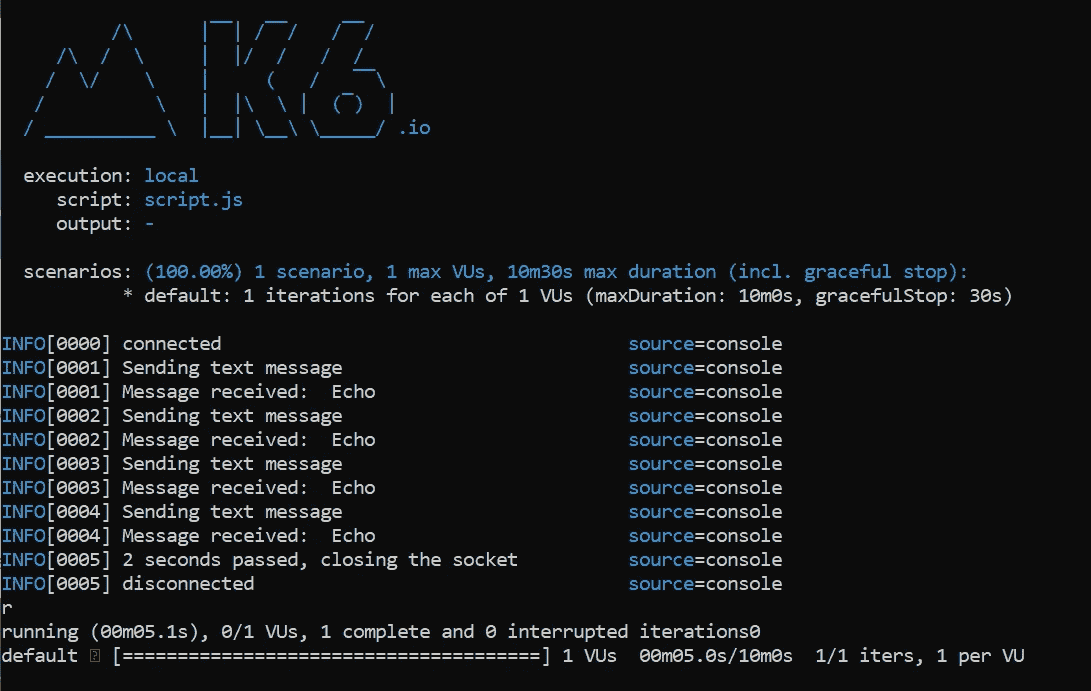 K6
.io
execution: local
script: script.js
output: -
scenarios: (100.00%) 1 scenario, 1 max VUs, 10m30s max duration (incl. graceful stop):
* default: 1 iterations for each of 1 VUs (maxDuration: 10m0s, gracefulStop: 30s)
INFO[0000] connected source=console
INFO[0001] Sending text message source=console
INFO[0001] Message received:  Echo source=console
INFO[0002] Sending text message source=console
INFO[0002] Message received:  Echo source=console
INFO[0003] Sending text message source=console
INFO[0003] Message received:  Echo source=console
INFO[0004] Sending text message source=console
INFO[0004] Message received:  Echo source=console
INFO[0005] 2 seconds passed, closing the socket source=console
INFO[0005] disconnected source=console
r
running (00m05.1s), 0/1 VUs, 1 complete and 0 interrupted iterations0
default [======================================] 1 VUs  00m05.0s/10m0s  1/1 iters, 1 per VU